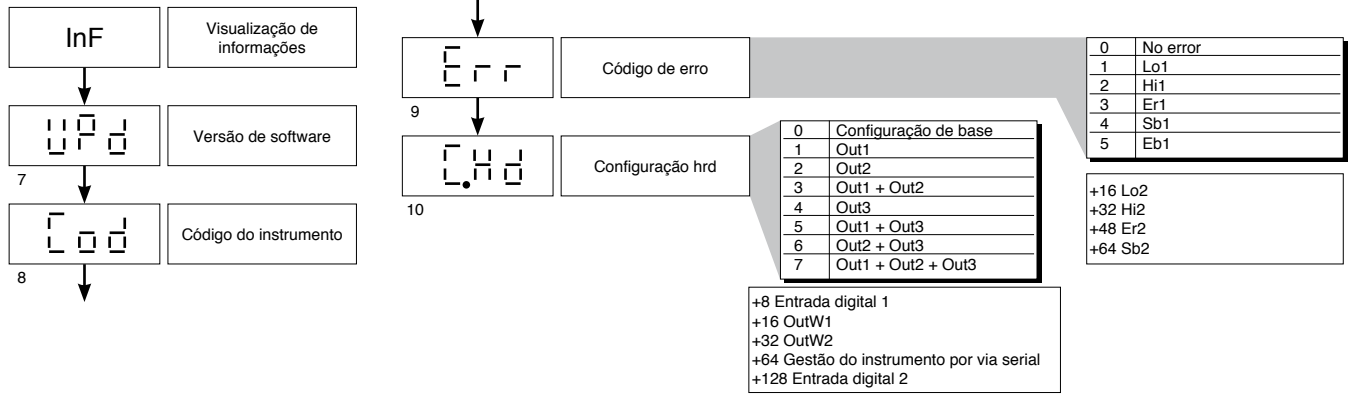 InF
Visualização de
informações
UPd
Versão de software
7
Cod
Código do instrumento
8
Err
Código de erro
9
0 No error
1 Lo1
2 Hi1
3 Er1
4 Sb1
5 Eb1
+16 Lo2
+32 Hi2
+48 Er2
+64 Sb2
C.Hd
Configuração hrd
10
0 Configuração de base
1 Out1
2 Out2
3 Out1 + Out2
4 Out3
5 Out1 + Out3
6 Out2 + Out3
7 Out1 + Out2 + Out3
+8 Entrada digital 1
+16 OutW1
+32 OutW2
+64 Gestão do instrumento por via serial
+128 Entrada digital 2